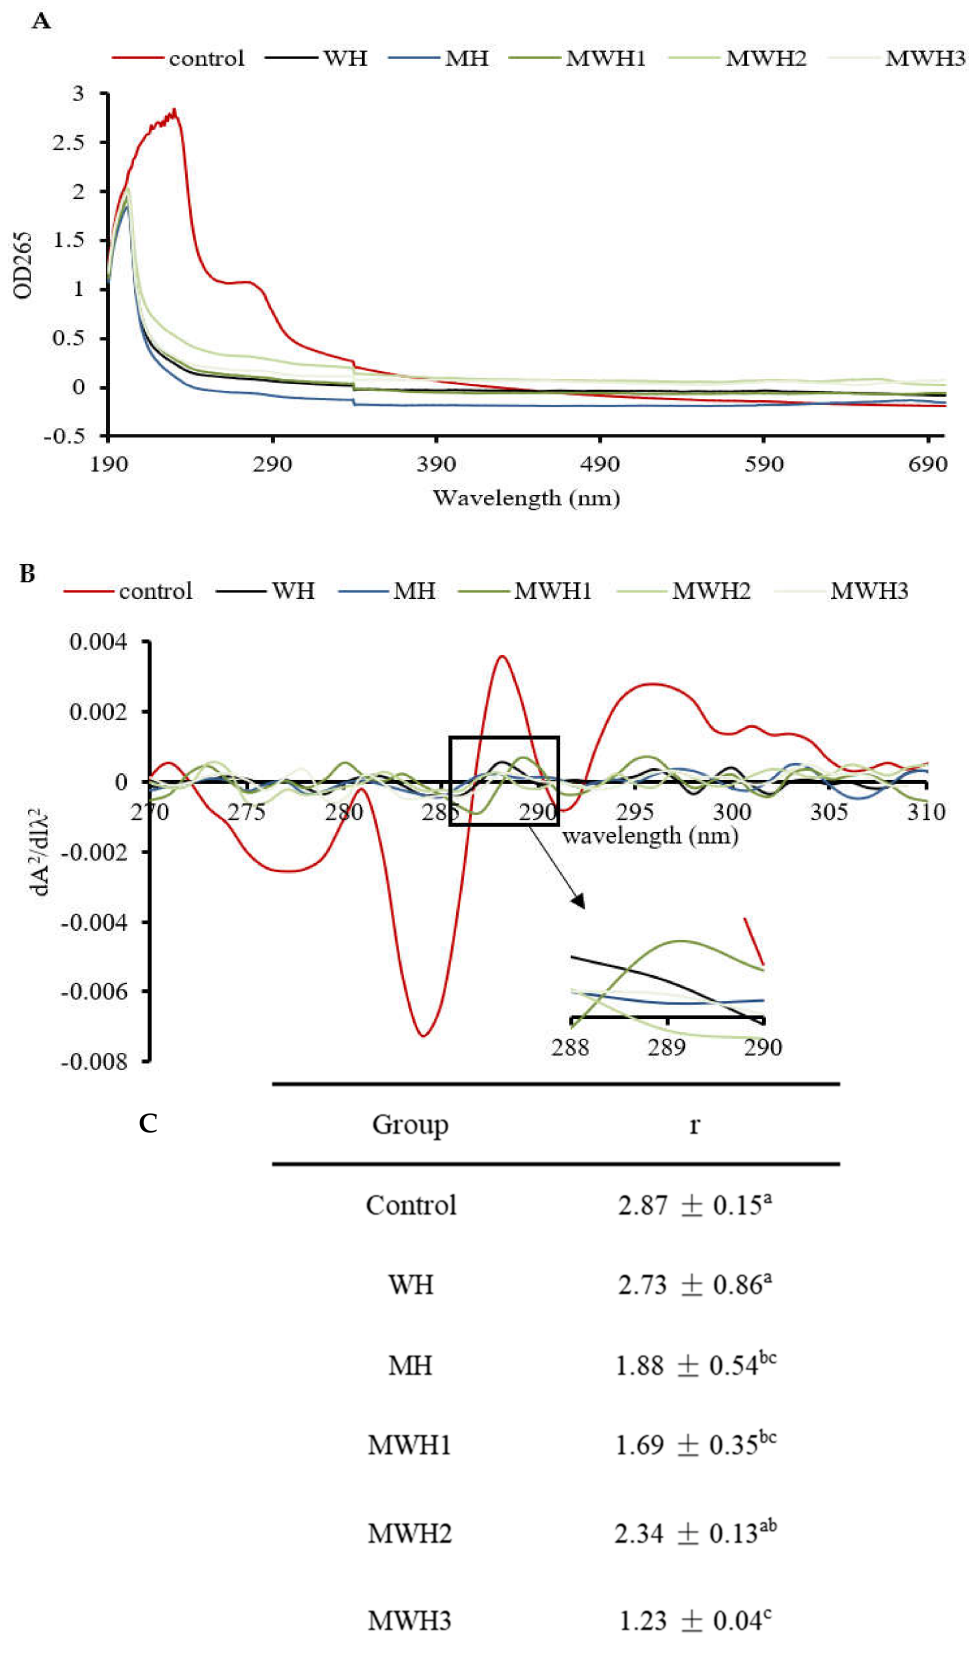 A
control WH MH MWH1 MWH2 MWH3
3
2.5
2
1.5
1
0.5
0
-0.5
OD265
190 290 390 490 590 690
Wavelength (nm)
B
control WH MH MWH1 MWH2 MWH3
0.004
0.002
0
-0.002
-0.004
-0.006
-0.008
dA²/dlλ²
270 275 280 285 290 295 300 305 310
wavelength (nm)
288 289 290
C
Group r
Control 2.87 ± 0.15ᵃ
WH 2.73 ± 0.86ᵃ
MH 1.88 ± 0.54ᵇᶜ
MWH1 1.69 ± 0.35ᵇᶜ
MWH2 2.34 ± 0.13ᵃᵇ
MWH3 1.23 ± 0.04ᶜ